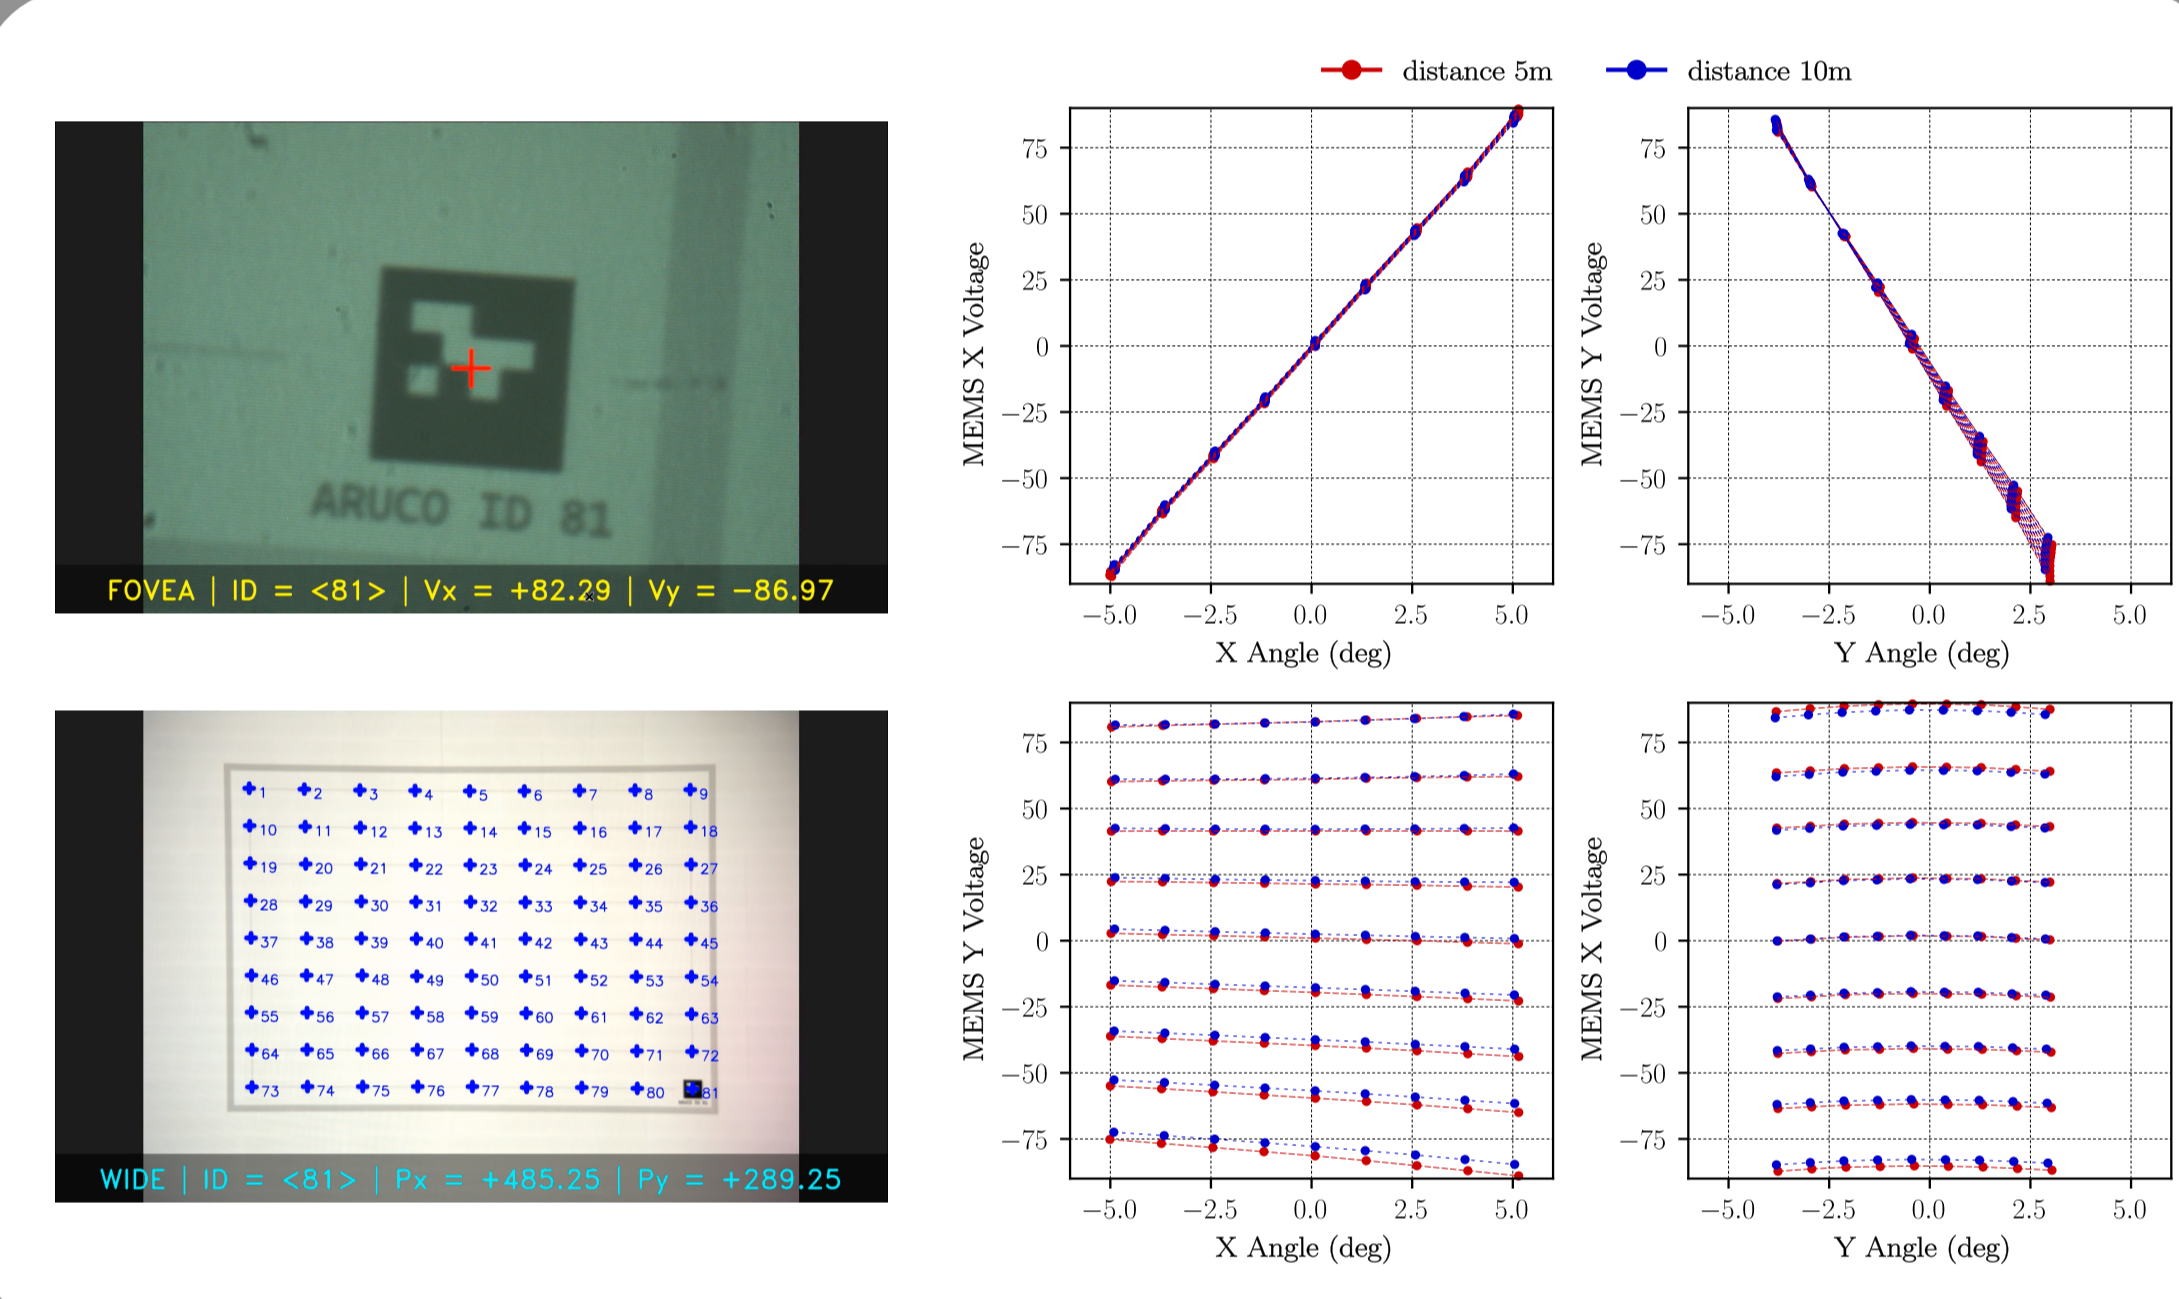 distance 5m distance 10m
ARUCO ID 81
FOVEA | ID = <81> | Vx = +82.29 | Vy = −86.97
MEMS X Voltage
75
50
25
0
−25
−50
−75
−5.0 −2.5 0.0 2.5 5.0
X Angle (deg)
MEMS Y Voltage
75
50
25
0
−25
−50
−75
−5.0 −2.5 0.0 2.5 5.0
Y Angle (deg)
1 2 3 4 5 6 7 8 9
10 11 12 13 14 15 16 17 18
19 20 21 22 23 24 25 26 27
28 29 30 31 32 33 34 35 36
37 38 39 40 41 42 43 44 45
46 47 48 49 50 51 52 53 54
55 56 57 58 59 60 61 62 63
64 65 66 67 68 69 70 71 72
73 74 75 76 77 78 79 80 81
WIDE | ID = <81> | Px = +485.25 | Py = +289.25
MEMS Y Voltage
75
50
25
0
−25
−50
−75
−5.0 −2.5 0.0 2.5 5.0
X Angle (deg)
MEMS X Voltage
75
50
25
0
−25
−50
−75
−5.0 −2.5 0.0 2.5 5.0
Y Angle (deg)